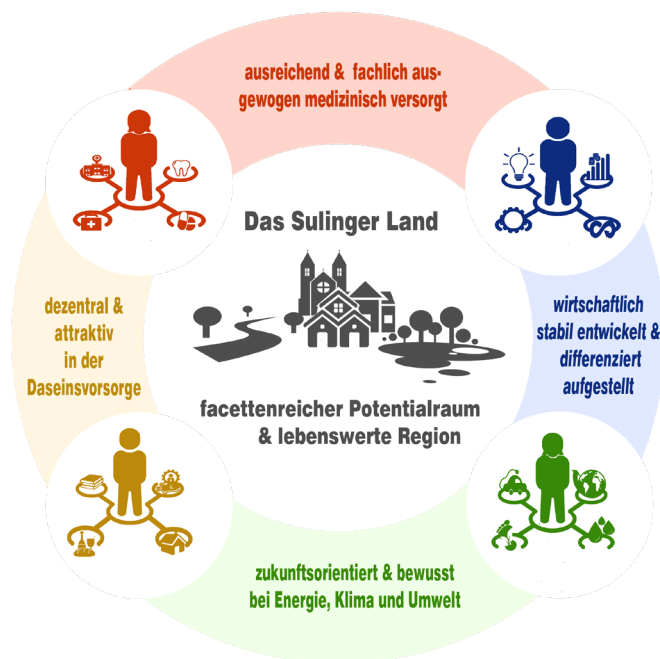 ausreichend & fachlich aus-
gewogen medizinisch versorgt
Das Sulinger Land
dezentral &
attraktiv
in der
Daseinsvorsorge
wirtschaftlich
stabil entwickelt &
differenziert
aufgestellt
facettenreicher Potentialraum
& lebenswerte Region
zukunftsorientiert & bewusst
bei Energie, Klima und Umwelt